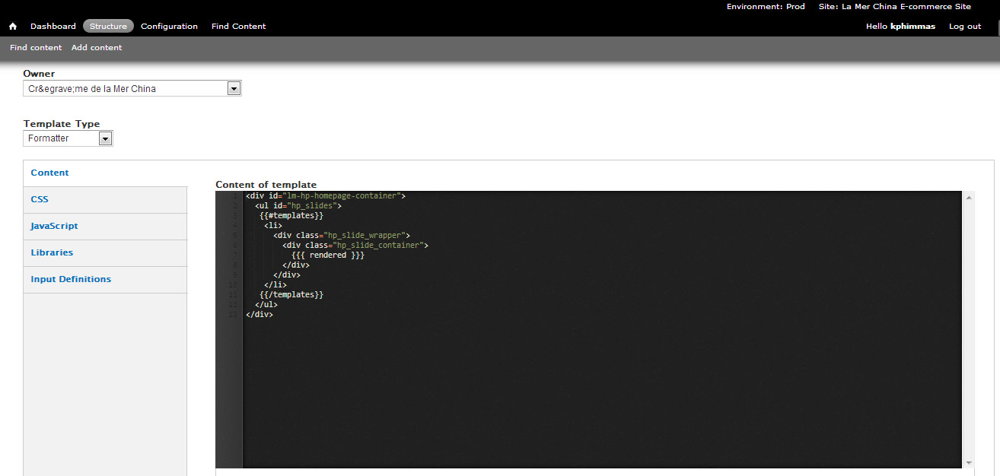 Environment: Prod Site: La Mer China E-commerce Site
Dashboard Structure Configuration Find Content Hello kphimmas Log out
Find content Add content
Owner
Cr&egrave;me de la Mer China
Template Type
Formatter
Content
CSS
JavaScript
Libraries
Input Definitions
Content of template
1 <div id="lm-hp-homepage-container">
2 <ul id="hp_slides">
3 {{#templates}}
4 <li>
5 <div class="hp_slide_wrapper">
6 <div class="hp_slide_container">
7 {{{ rendered }}}
8 </div>
9 </div>
10 </li>
11 {{/templates}}
12 </ul>
13 </div>